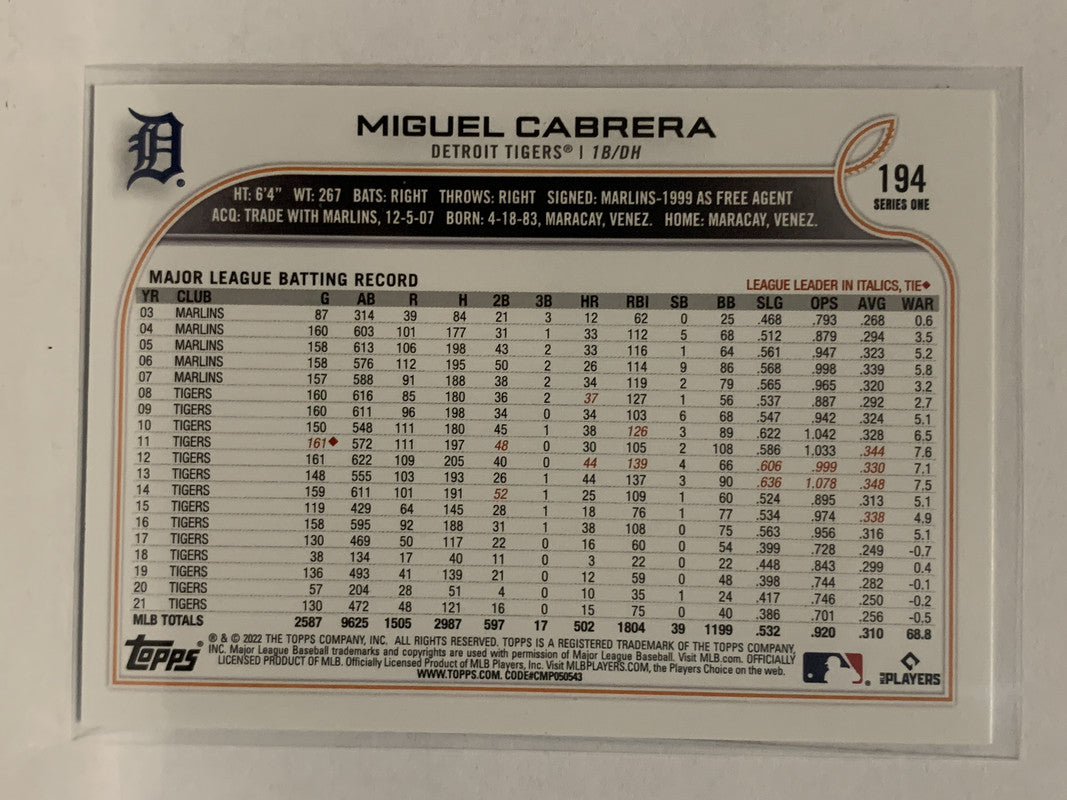 D
MIGUEL CABRERA
DETROIT TIGERS® | 1B/DH
194
SERIES ONE
HT: 6'4" WT: 267 BATS: RIGHT THROWS: RIGHT SIGNED: MARLINS-1999 AS FREE AGENT
ACQ: TRADE WITH MARLINS, 12-5-07 BORN: 4-18-83, MARACAY, VENEZ. HOME: MARACAY, VENEZ.
MAJOR LEAGUE BATTING RECORD
LEAGUE LEADER IN ITALICS, TIE♦
YR CLUB G AB R H 2B 3B HR RBI SB BB SLG OPS AVG WAR
03 MARLINS 87 314 39 84 21 3 12 62 0 25 .468 .793 .268 0.6
04 MARLINS 160 603 101 177 31 1 33 112 5 68 .512 .879 .294 3.5
05 MARLINS 158 613 106 198 43 2 33 116 1 64 .561 .947 .323 5.2
06 MARLINS 158 576 112 195 50 2 26 114 9 86 .568 .998 .339 5.8
07 MARLINS 157 588 91 188 38 2 34 119 2 79 .565 .965 .320 3.2
08 TIGERS 160 616 85 180 36 2 37 127 1 56 .537 .887 .292 2.7
09 TIGERS 160 611 96 198 34 0 34 103 6 68 .547 .942 .324 5.1
10 TIGERS 150 548 111 180 45 1 38 126 3 89 .622 1.042 .328 6.5
11 TIGERS 161♦ 572 111 197 48 0 30 105 2 108 .586 1.033 .344 7.6
12 TIGERS 161 622 109 205 40 0 44 139 4 66 .606 .999 .330 7.1
13 TIGERS 148 555 103 193 26 1 44 137 3 90 .636 1.078 .348 7.5
14 TIGERS 159 611 101 191 52 1 25 109 1 60 .524 .895 .313 5.1
15 TIGERS 119 429 64 145 28 1 18 76 1 77 .534 .974 .338 4.9
16 TIGERS 158 595 92 188 31 1 38 108 0 75 .563 .956 .316 5.1
17 TIGERS 130 469 50 117 22 0 16 60 0 54 .399 .728 .249 -0.7
18 TIGERS 38 134 17 40 11 0 3 22 0 22 .448 .843 .299 0.4
19 TIGERS 136 493 41 139 21 0 12 59 0 48 .398 .744 .282 -0.1
20 TIGERS 57 204 28 51 4 0 10 35 1 24 .417 .746 .250 -0.2
21 TIGERS 130 472 48 121 16 0 15 75 0 40 .386 .701 .256 -0.5
MLB TOTALS 2587 9625 1505 2987 597 17 502 1804 39 1199 .532 .920 .310 68.8
Topps®
® & © 2022 THE TOPPS COMPANY, INC. ALL RIGHTS RESERVED. TOPPS IS A REGISTERED TRADEMARK OF THE TOPPS COMPANY,
INC. Major League Baseball trademarks and copyrights are used with permission of Major League Baseball. Visit MLB.com. OFFICIALLY
LICENSED PRODUCT OF MLB. Officially Licensed Product of MLB Players, Inc. Visit MLBPLAYERS.COM, the Players Choice on the web.
WWW.TOPPS.COM. CODE#CMP050543
MLB PLAYERS